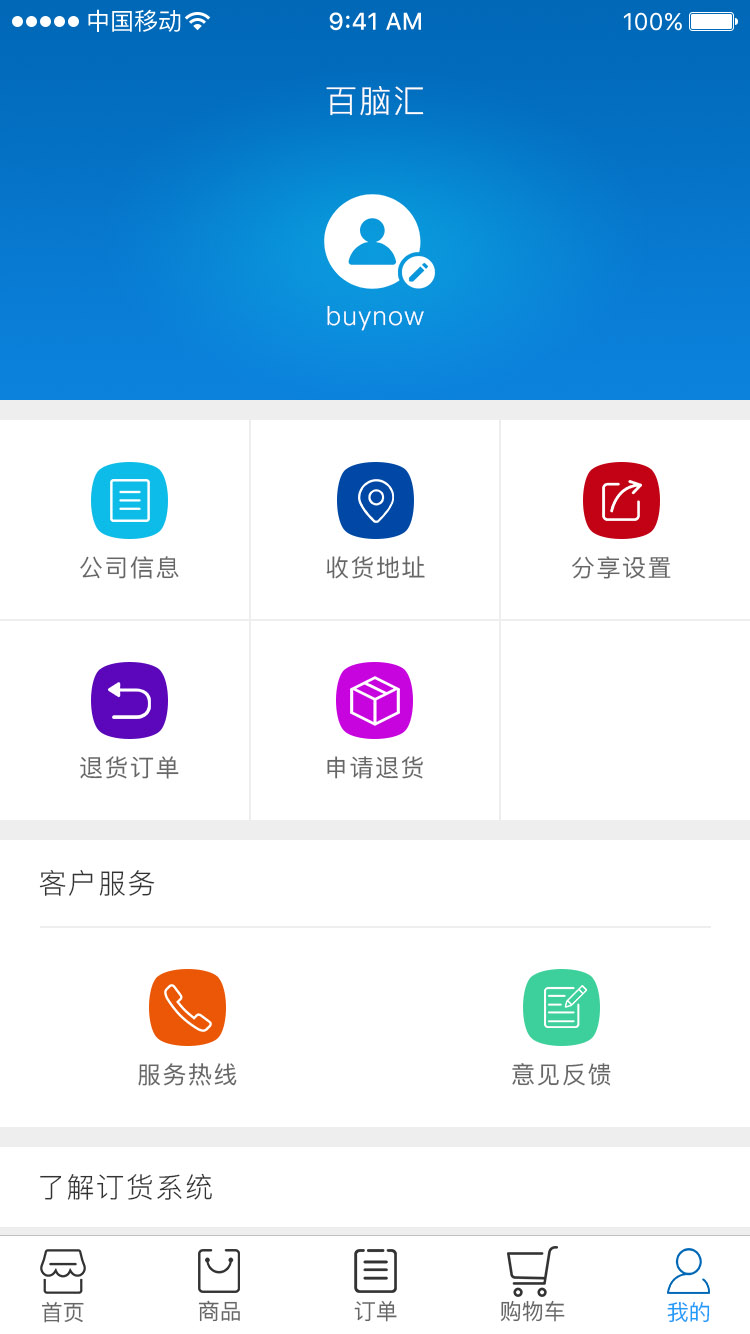 中国移动 9:41 AM 100%
百脑汇
buynow
公司信息 收货地址 分享设置
退货订单 申请退货
客户服务
服务热线 意见反馈
了解订货系统
首页 商品 订单 购物车 我的